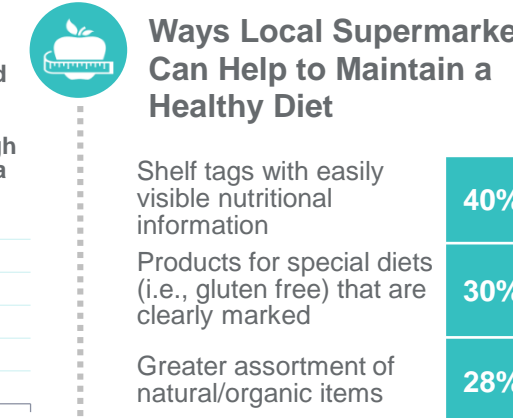 Ways Local Supermarke
Can Help to Maintain a
Healthy Diet
Shelf tags with easily
visible nutritional
information
40%
Products for special diets
(i.e., gluten free) that are
clearly marked
30%
Greater assortment of
natural/organic items
28%